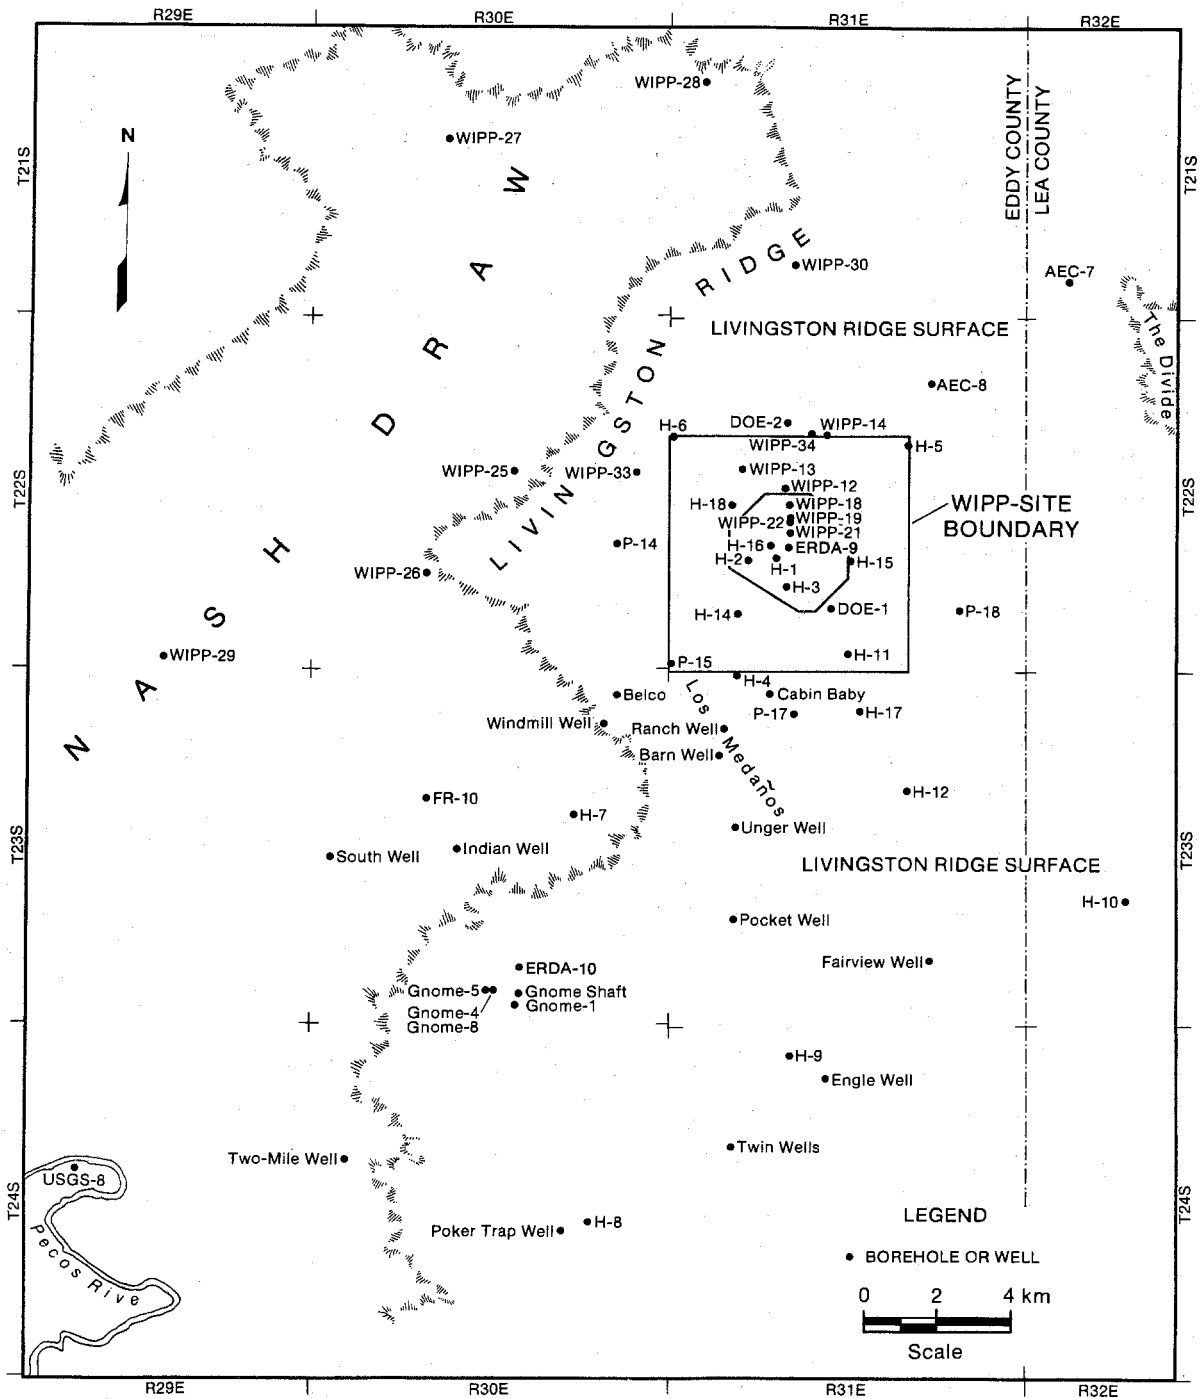 R29E
R30E
R31E
R32E
WIPP-28
N
WIPP-27
T21S
T21S
EDDY COUNTY
LEA COUNTY
NASH DRAW
LIVINGSTON RIDGE
WIPP-30
AEC-7
The Divide
LIVINGSTON RIDGE SURFACE
AEC-8
H-6
DOE-2
WIPP-14
WIPP-34
H-5
WIPP-25
WIPP-33
WIPP-13
WIPP-12
T22S
T22S
H-18
WIPP-18
WIPP-SITE
BOUNDARY
WIPP-22
WIPP-19
WIPP-21
P-14
H-16
ERDA-9
H-2
H-1
H-15
WIPP-26
H-3
H-14
DOE-1
P-18
WIPP-29
P-15
H-11
H-4
Los Medaños
Belco
Cabin Baby
Windmill Well
Ranch Well
P-17
H-17
Barn Well
FR-10
H-7
H-12
T23S
T23S
South Well
Indian Well
Unger Well
LIVINGSTON RIDGE SURFACE
H-10
Pocket Well
Fairview Well
ERDA-10
Gnome-5
Gnome Shaft
Gnome-4
Gnome-1
Gnome-8
H-9
Engle Well
Two-Mile Well
Twin Wells
USGS-8
T24S
T24S
Pecos Rive
Poker Trap Well
H-8
LEGEND
BOREHOLE OR WELL
0 2 4 km
Scale
R29E
R30E
R31E
R32E